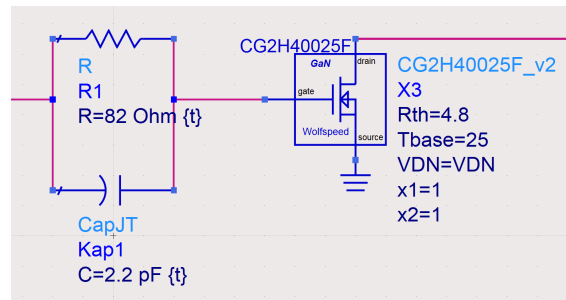 R
R1
R=82 Ohm {t}
CapJT
Kap1
C=2.2 pF {t}
CG2H40025F
GaN
drain
gate
Wolfspeed
source
CG2H40025F_v2
X3
Rth=4.8
Tbase=25
VDN=VDN
x1=1
x2=1